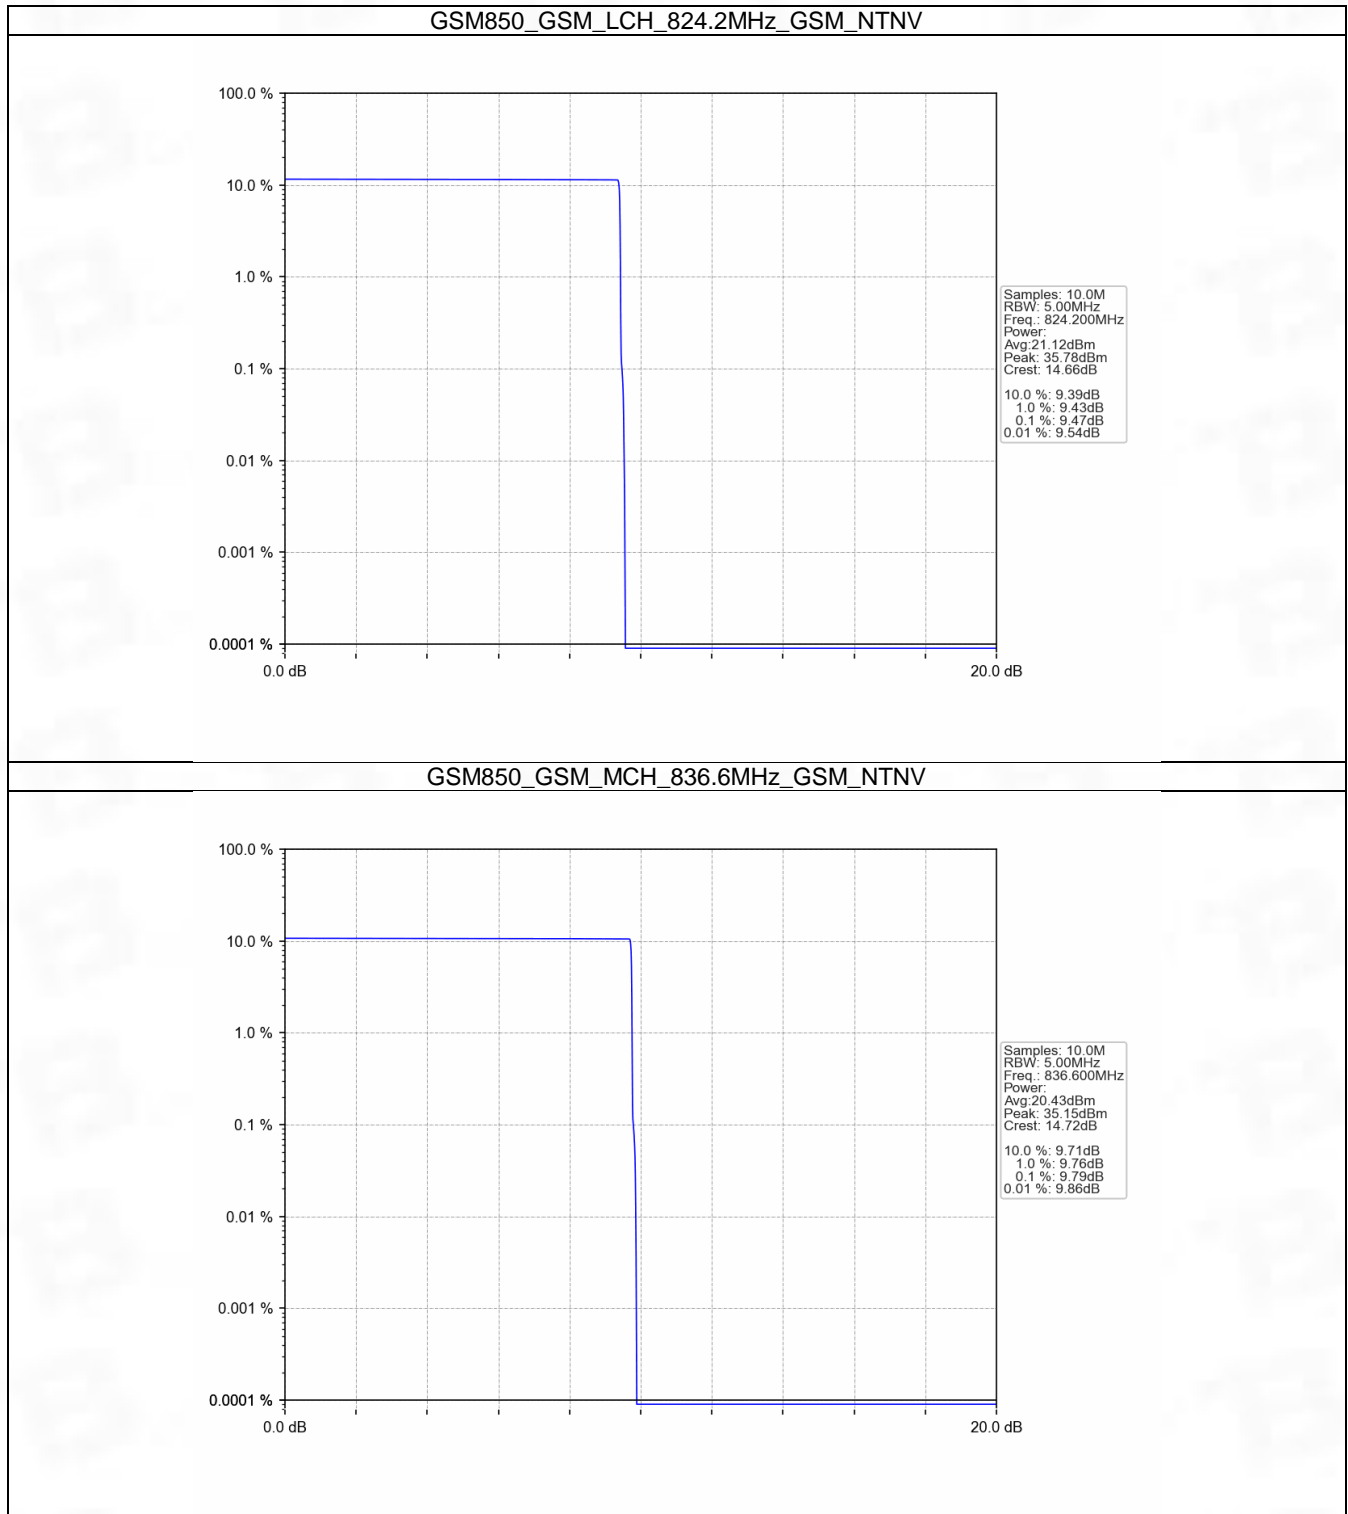 GSM850_GSM_LCH_824.2MHz_GSM_NTNV
100.0 %
10.0 %
1.0 %
0.1 %
0.01 %
0.001 %
0.0001 %
0.0 dB
20.0 dB
Samples: 10.0M
RBW: 5.00MHz
Freq.: 824.200MHz
Power:
Avg:21.12dBm
Peak: 35.78dBm
Crest: 14.66dB
10.0 %: 9.39dB
1.0 %: 9.43dB
0.1 %: 9.47dB
0.01 %: 9.54dB
GSM850_GSM_MCH_836.6MHz_GSM_NTNV
100.0 %
10.0 %
1.0 %
0.1 %
0.01 %
0.001 %
0.0001 %
0.0 dB
20.0 dB
Samples: 10.0M
RBW: 5.00MHz
Freq.: 836.600MHz
Power:
Avg:20.43dBm
Peak: 35.15dBm
Crest: 14.72dB
10.0 %: 9.71dB
1.0 %: 9.76dB
0.1 %: 9.79dB
0.01 %: 9.86dB